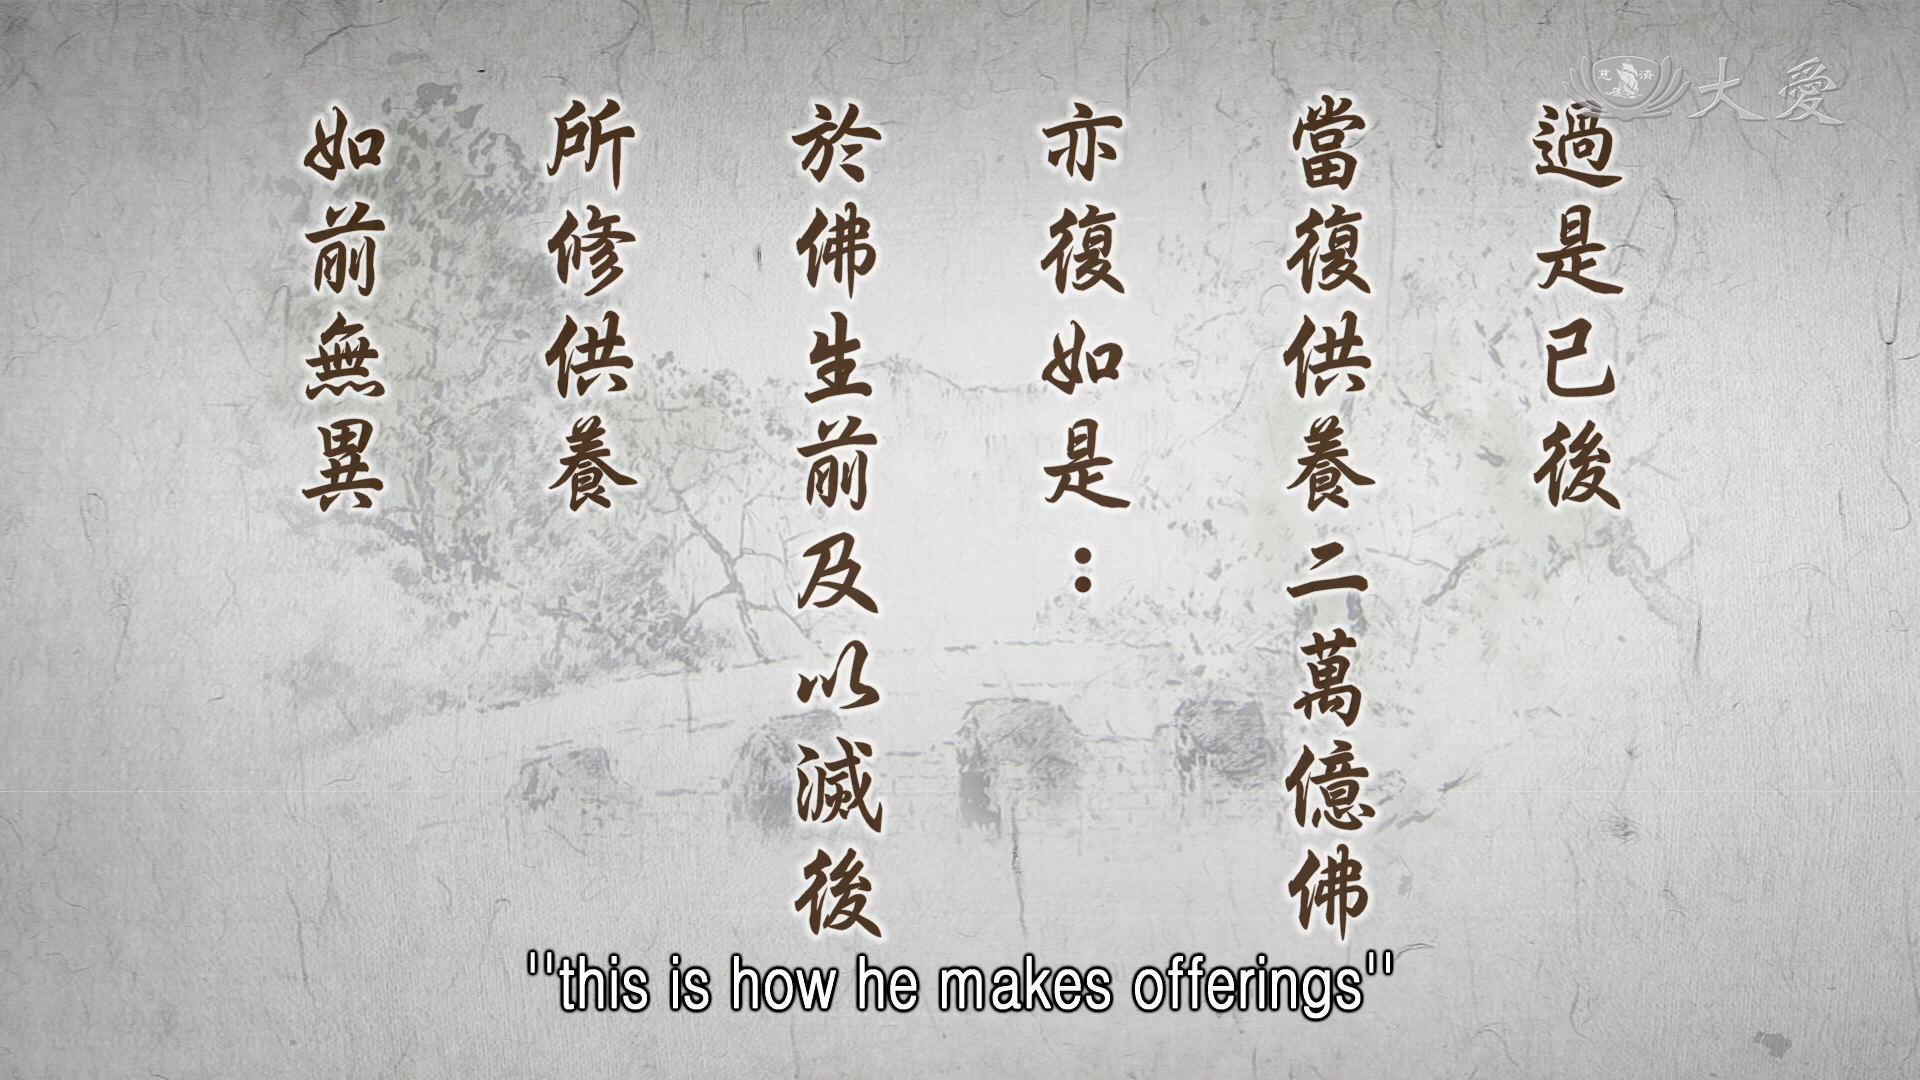 過是已後
當復供養二萬億佛
亦復如是：
於佛生前及以滅後
所修供養
如前無異
慈濟
大愛
"this is how he makes offerings"